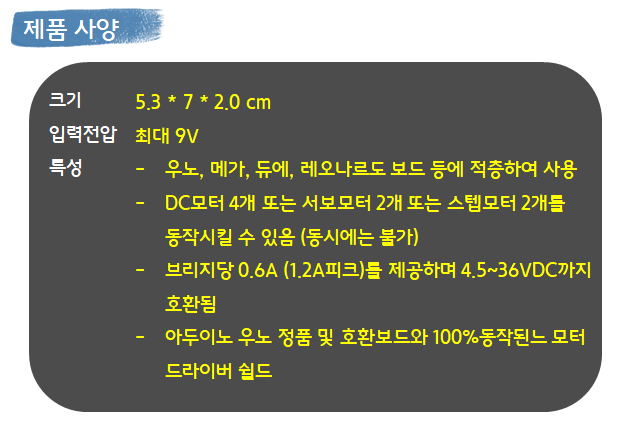 제품 사양
크기 5.3 * 7 * 2.0 cm
입력전압 최대 9V
특성 - 우노, 메가, 듀에, 레오나르도 보드 등에 적층하여 사용
- DC모터 4개 또는 서보모터 2개 또는 스텝모터 2개를
동작시킬 수 있음 (동시에는 불가)
- 브리지당 0.6A (1.2A피크)를 제공하며 4.5~36VDC까지
호환됨
- 아두이노 우노 정품 및 호환보드와 100%동작된느 모터
드라이버 쉴드